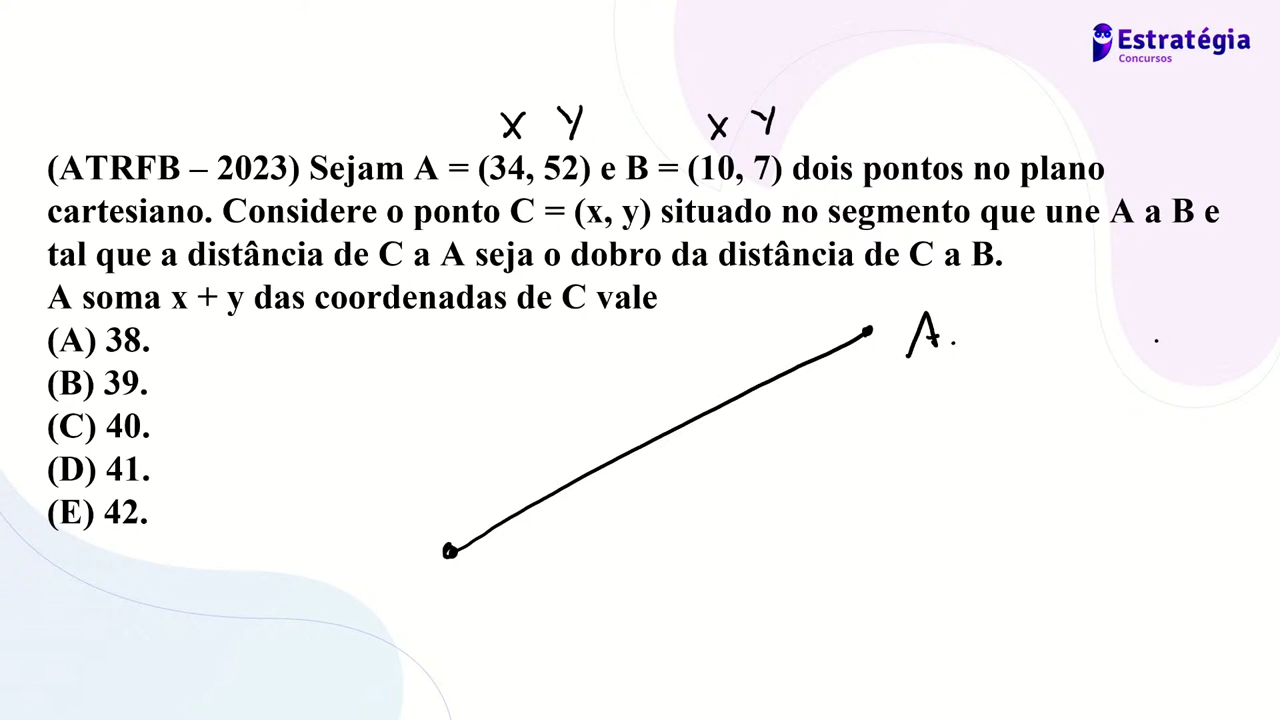 Estratégia
Concursos
X Y X Y
(ATRFB – 2023) Sejam A = (34, 52) e B = (10, 7) dois pontos no plano
cartesiano. Considere o ponto C = (x, y) situado no segmento que une A a B e
tal que a distância de C a A seja o dobro da distância de C a B.
A soma x + y das coordenadas de C vale
(A) 38.
A.
(B) 39.
(C) 40.
(D) 41.
(E) 42.